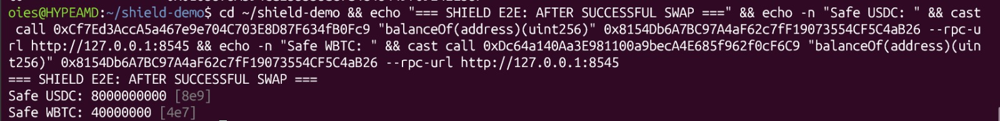 oies@HYPEAMD:~/shield-demo$ cd ~/shield-demo && echo "=== SHIELD E2E: AFTER SUCCESSFUL SWAP ===" && echo -n "Safe USDC: " && cast
 call 0xCf7Ed3AccA5a467e9e704C703E8D87F634fB0Fc9 "balanceOf(address)(uint256)" 0x8154Db6A7BC97A4aF62c7fF19073554CF5C4aB26 --rpc-u
rl http://127.0.0.1:8545 && echo -n "Safe WBTC: " && cast call 0xDc64a140Aa3E981100a9becA4E685f962f0cF6C9 "balanceOf(address)(uin
t256)" 0x8154Db6A7BC97A4aF62c7fF19073554CF5C4aB26 --rpc-url http://127.0.0.1:8545
=== SHIELD E2E: AFTER SUCCESSFUL SWAP ===
Safe USDC: 8000000000 [8e9]
Safe WBTC: 40000000 [4e7]